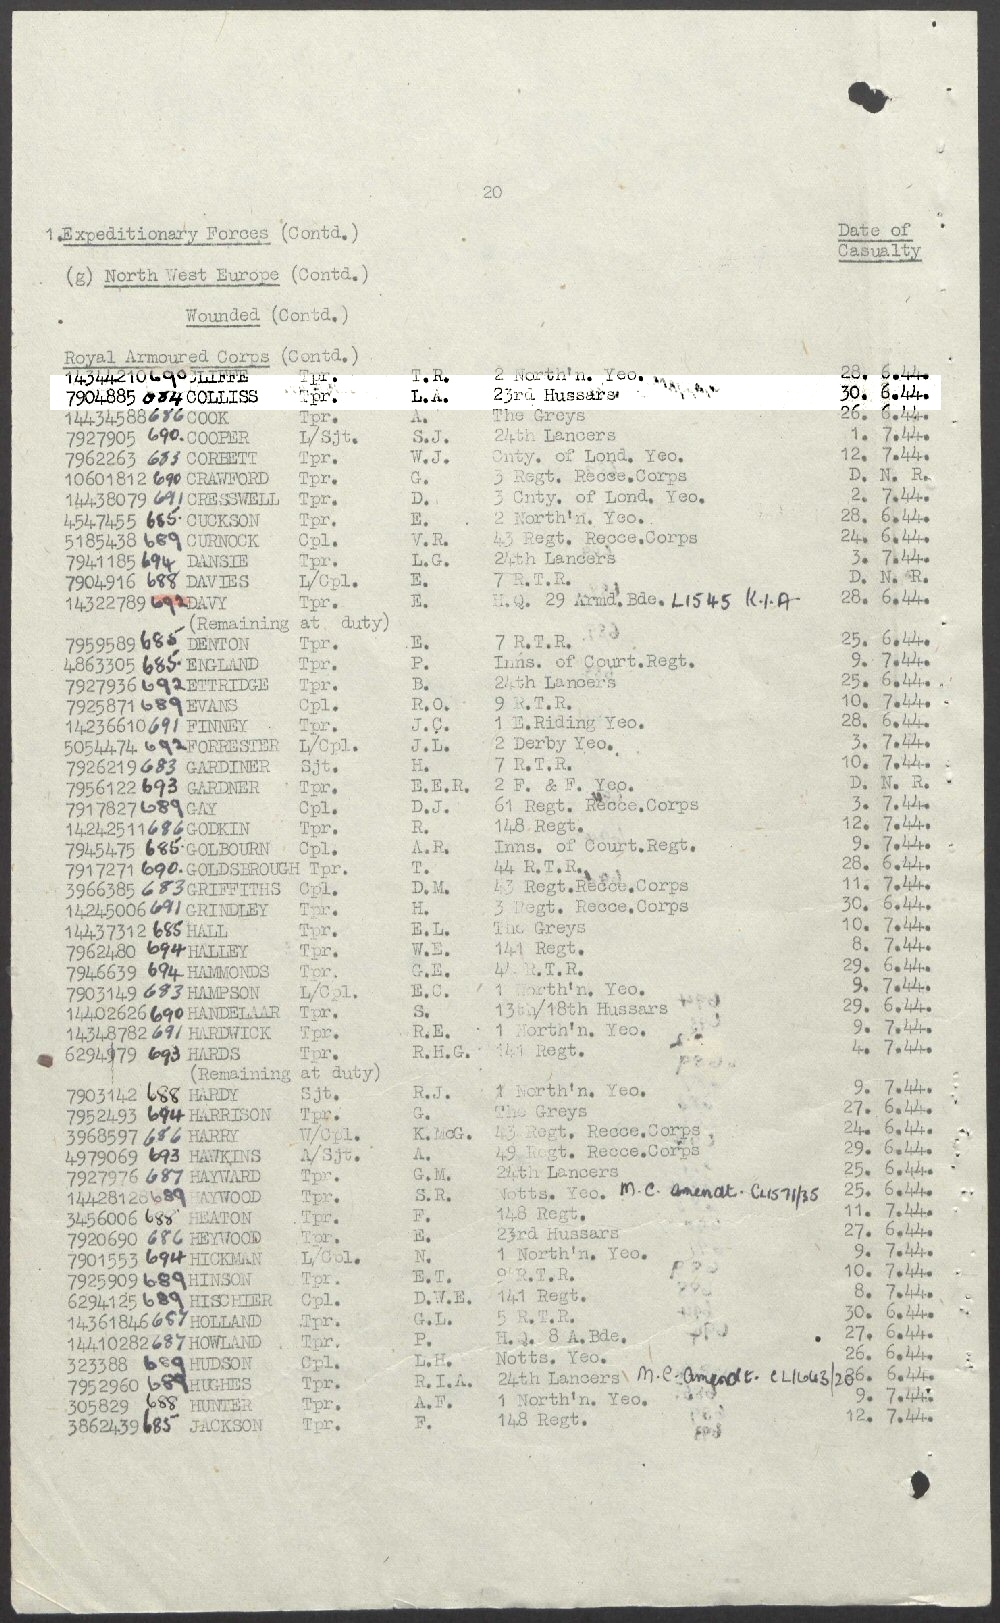 20
1.Expeditionary Forces (Contd.)
Date of
Casualty
(g) North West Europe (Contd.)
Wounded (Contd.)
Royal Armoured Corps (Contd.)
14344210 690 Tpr. T.R. 2 North'n. Yeo. 28. 6.44.
7904885 684 COLLISS Tpr. L.A. 23rd Hussars 30. 6.44.
14434588 686 COOK Tpr. A. The Greys 26. 6.44.
7927905 690. COOPER L/Sjt. S.J. 24th Lancers 1. 7.44.
7962263 683 CORBETT Tpr. W.J. Cnty. of Lond. Yeo. 12. 7.44.
10601812 690 CRAWFORD Tpr. G. 3 Regt. Recce.Corps D. N. R.
14438079 691 CRESSWELL Tpr. D. 3 Cnty. of Lond. Yeo. 2. 7.44.
4547455 685. CUCKSON Tpr. E. 2 North'n. Yeo. 28. 6.44.
5185438 689 CURNOCK Cpl. V.R. 43 Regt. Recce.Corps 24. 6.44.
7941185 694 DANSIE Tpr. L.G. 24th Lancers 3. 7.44.
7904916 688 DAVIES L/Cpl. E. 7 R.T.R. D. N. R.
14322789 692 DAVY Tpr. E. H.Q. 29 Armd.Bde. L1545 K.I.A 28. 6.44.
(Remaining at duty)
7959589 685 DENTON Tpr. E. 7 R.T.R. 25. 6.44.
4863305 685. ENGLAND Tpr. P. Inns. of Court.Regt. 9. 7.44.
7927936 692 ETTRIDGE Tpr. B. 24th Lancers 25. 6.44.
7925871 689 EVANS Cpl. R.O. 9 R.T.R. 10. 7.44.
14236610 691 FINNEY Tpr. J.C. 1 E.Riding Yeo. 28. 6.44.
5054474 692 FORRESTER L/Cpl. J.L. 2 Derby Yeo. 3. 7.44.
7926219 683 GARDINER Sjt. H. 7 R.T.R. 10. 7.44.
7956122 693 GARDNER Tpr. E.E.R. 2 F. & F. Yeo. D. N. R.
7917827 689 GAY Cpl. D.J. 61 Regt. Recce.Corps 3. 7.44.
14242511 686 GODKIN Tpr. R. 148 Regt. 12. 7.44.
7945475 685. GOLBOURN Cpl. A.R. Inns. of Court.Regt. 9. 7.44.
7917271 690. GOLDSBROUGH Tpr. T. 44 R.T.R. 28. 6.44.
3966385 683 GRIFFITHS Cpl. D.M. 43 Regt.Recce.Corps 11. 7.44.
14245006 691 GRINDLEY Tpr. H. 3 Regt. Recce.Corps 30. 6.44.
14437312 685 HALL Tpr. E.L. The Greys 10. 7.44.
7962480 694 HALLEY Tpr. W.E. 141 Regt. 8. 7.44.
7946639 694 HAMMONDS Tpr. G.E. 44 R.T.R. 29. 6.44.
7903149 683 HAMPSON L/Cpl. E.C. 1 North'n. Yeo. 9. 7.44.
14402626 690 HANDELAAR Tpr. S. 13th/18th Hussars 29. 6.44.
14348782 691 HARDWICK Tpr. R.E. 1 North'n. Yeo. 9. 7.44.
6294979 693 HARDS Tpr. R.H.G. 141 Regt. 4. 7.44.
(Remaining at duty)
7903142 688 HARDY Sjt. R.J. 1 North'n. Yeo. 9. 7.44.
7952493 694 HARRISON Tpr. G. The Greys 27. 6.44.
3968597 686 HARRY W/Cpl. K.McG. 43 Regt. Recce.Corps 24. 6.44.
4979069 693 HAWKINS A/Sjt. A. 49 Regt. Recce.Corps 29. 6.44.
7927976 687 HAYWARD Tpr. G.M. 24th Lancers 25. 6.44.
14428128 689 HAYWOOD Tpr. S.R. Notts. Yeo. M.C. amendt. CL1571/35 25. 6.44.
3456006 688 HEATON Tpr. F. 148 Regt. 11. 7.44.
7920690 686 HEYWOOD Tpr. E. 23rd Hussars 27. 6.44.
7901553 694 HICKMAN L/Cpl. N. 1 North'n. Yeo. 9. 7.44.
7925909 689 HINSON Tpr. E.T. 9 R.T.R. 10. 7.44.
6294125 689 HISCHIER Cpl. D.W.E. 141 Regt. 8. 7.44.
14361846 687 HOLLAND Tpr. G.L. 5 R.T.R. 30. 6.44.
14410282 687 HOWLAND Tpr. P. H.Q. 8 A.Bde. 27. 6.44.
323388 689 HUDSON Cpl. L.H. Notts. Yeo. 26. 6.44.
7952960 689 HUGHES Tpr. R.I.A. 24th Lancers M.C. amendt. 6. 6.44.
305829 688 HUNTER Tpr. A.F. 1 North'n. Yeo. 9. 7.44.
3862439 685 JACKSON Tpr. F. 148 Regt. 12. 7.44.